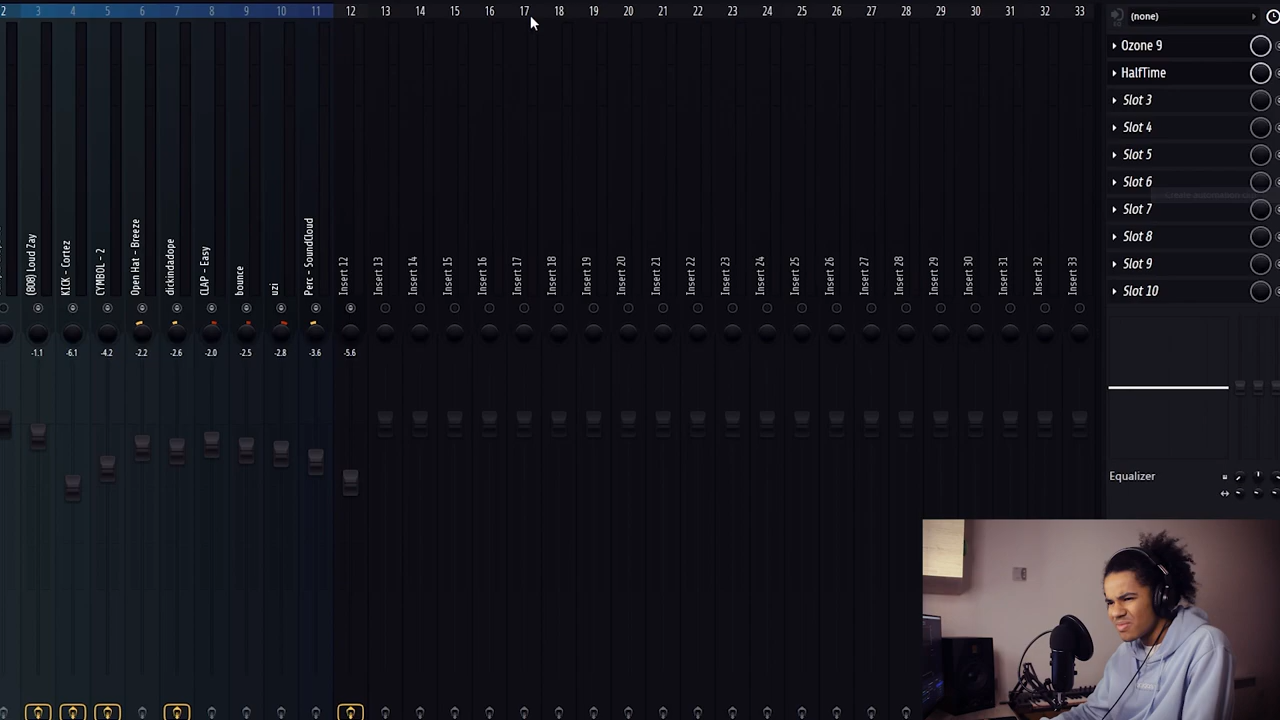 2 3 4 5 6 7 8 9 10 11 12 13 14 15 16 17 18 19 20 21 22 23 24 25 26 27 28 29 30 31 32 33
(none)
Ozone 9
HalfTime
Slot 3
Slot 4
Slot 5
Slot 6
Slot 7
Slot 8
Slot 9
Slot 10
(808) Loud Zay
KICK - Cortez
CYMBOL - 2
Open Hat - Breeze
dickindadope
CLAP - Easy
bounce
uzi
Perc - SoundCloud
Insert 12
Insert 13
Insert 14
Insert 15
Insert 16
Insert 17
Insert 18
Insert 19
Insert 20
Insert 21
Insert 22
Insert 23
Insert 24
Insert 25
Insert 26
Insert 27
Insert 28
Insert 29
Insert 30
Insert 31
Insert 32
Insert 33
-1.1 -6.1 -4.2 -2.2 -2.6 -2.0 -2.5 -2.8 -3.6 -5.6
Equalizer